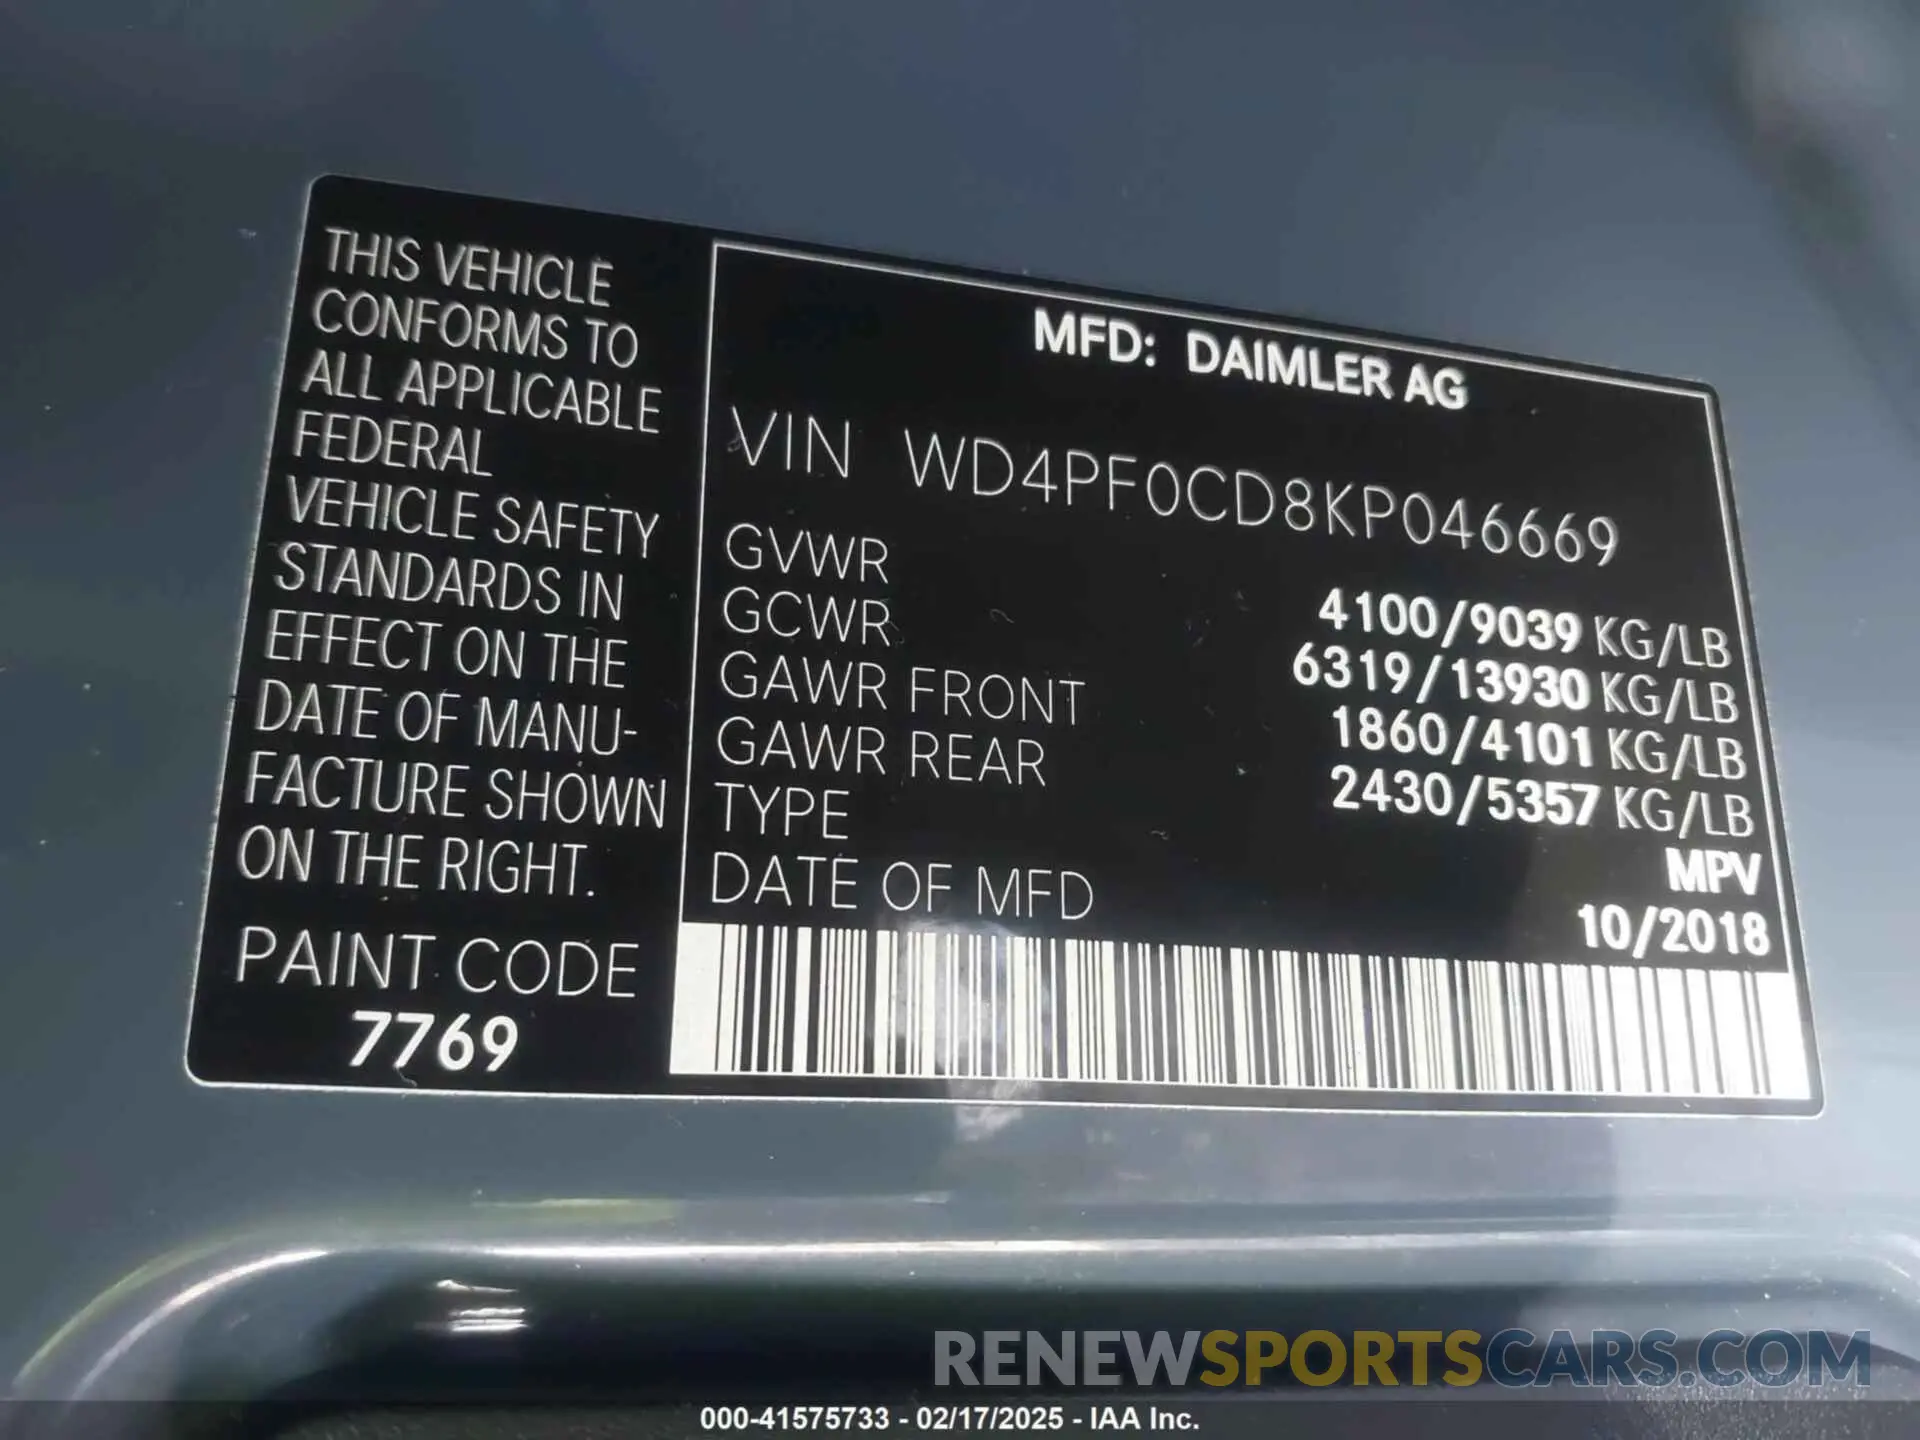 THIS VEHICLE
CONFORMS TO
ALL APPLICABLE
FEDERAL
VEHICLE SAFETY
STANDARDS IN
EFFECT ON THE
DATE OF MANU-
FACTURE SHOWN
ON THE RIGHT.
PAINT CODE
7769
MFD: DAIMLER AG
VIN WD4PF0CD8KP046669
GVWR 4100/9039 KG/LB
GCWR 6319/13930 KG/LB
GAWR FRONT 1860/4101 KG/LB
GAWR REAR 2430/5357 KG/LB
TYPE MPV
DATE OF MFD 10/2018
RENEWSPORTSCARS.COM
000-41575733 - 02/17/2025 - IAA Inc.